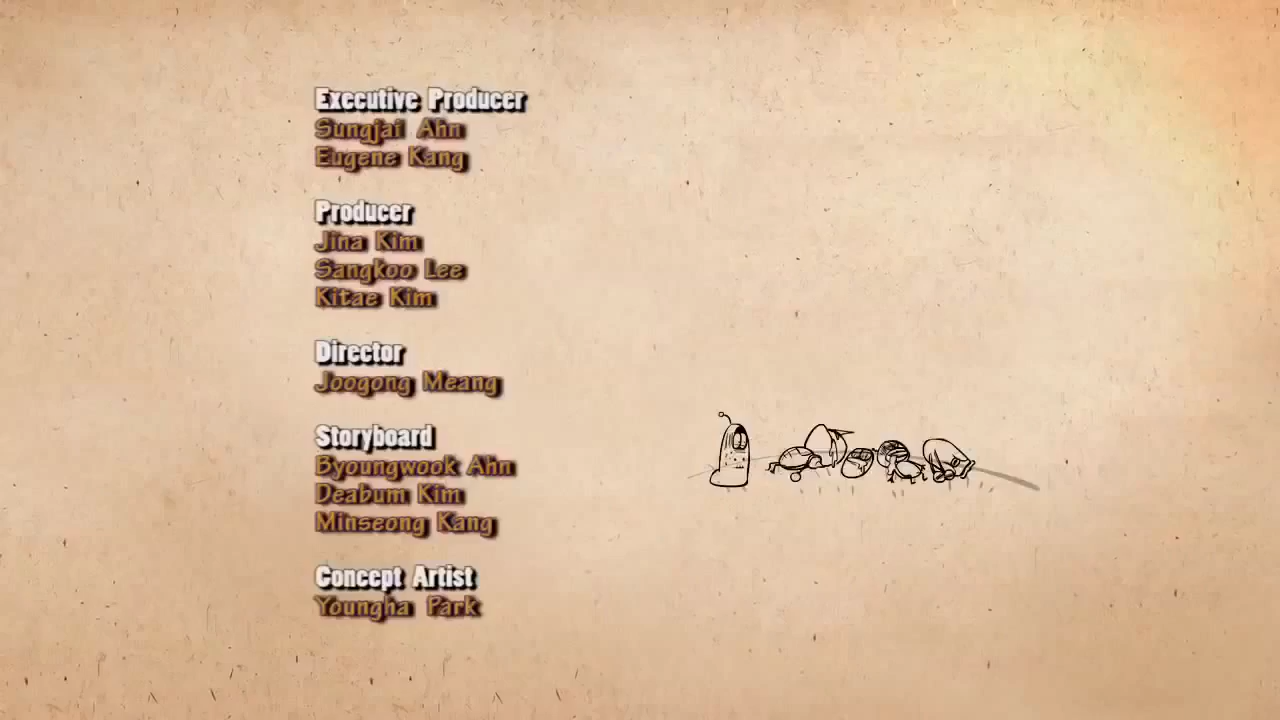 Executive Producer
Sungjai Ahn
Eugene Kang
Producer
Jina Kim
Sangkoo Lee
Kitae Kim
Director
Joogong Meang
Storyboard
Byoungwook Ahn
Deabum Kim
Minseong Kang
Concept Artist
Youngha Park